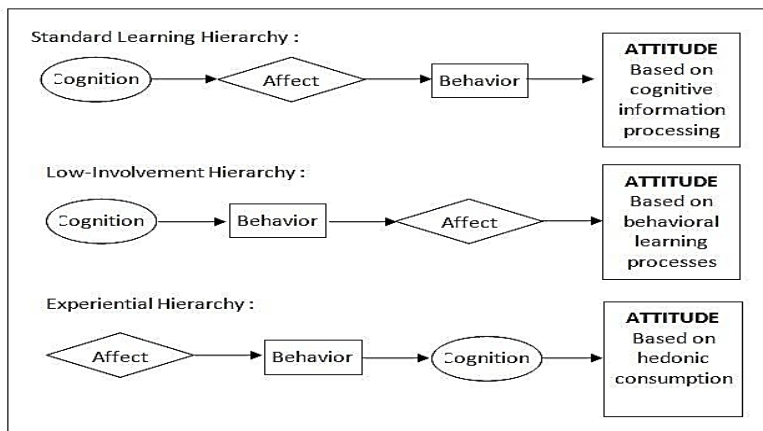 Standard Learning Hierarchy :
Cognition
Affect
Behavior
ATTITUDE
Based on
cognitive
information
processing
Low-Involvement Hierarchy :
Cognition
Behavior
Affect
ATTITUDE
Based on
behavioral
learning
processes
Experiential Hierarchy :
Affect
Behavior
Cognition
ATTITUDE
Based on
hedonic
consumption